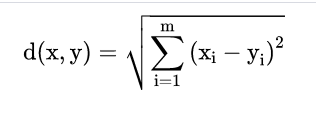 d(x, y) = √∑_{i=1}^{m} (x_i − y_i)^2